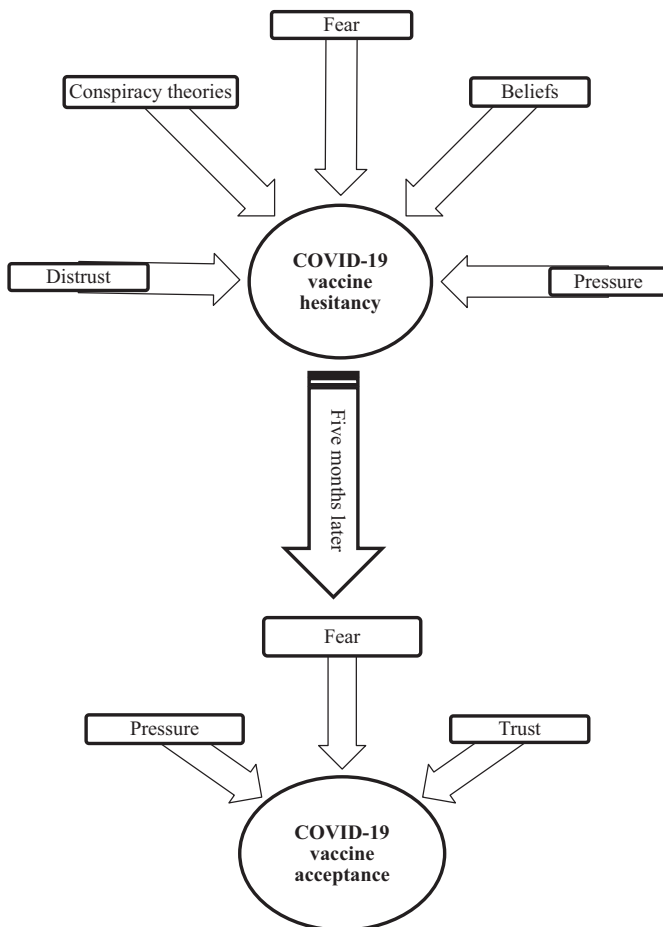 Fear
Conspiracy theories
Beliefs
Distrust
COVID-19
vaccine
hesitancy
Pressure
Five months later
Fear
Pressure
Trust
COVID-19
vaccine
acceptance